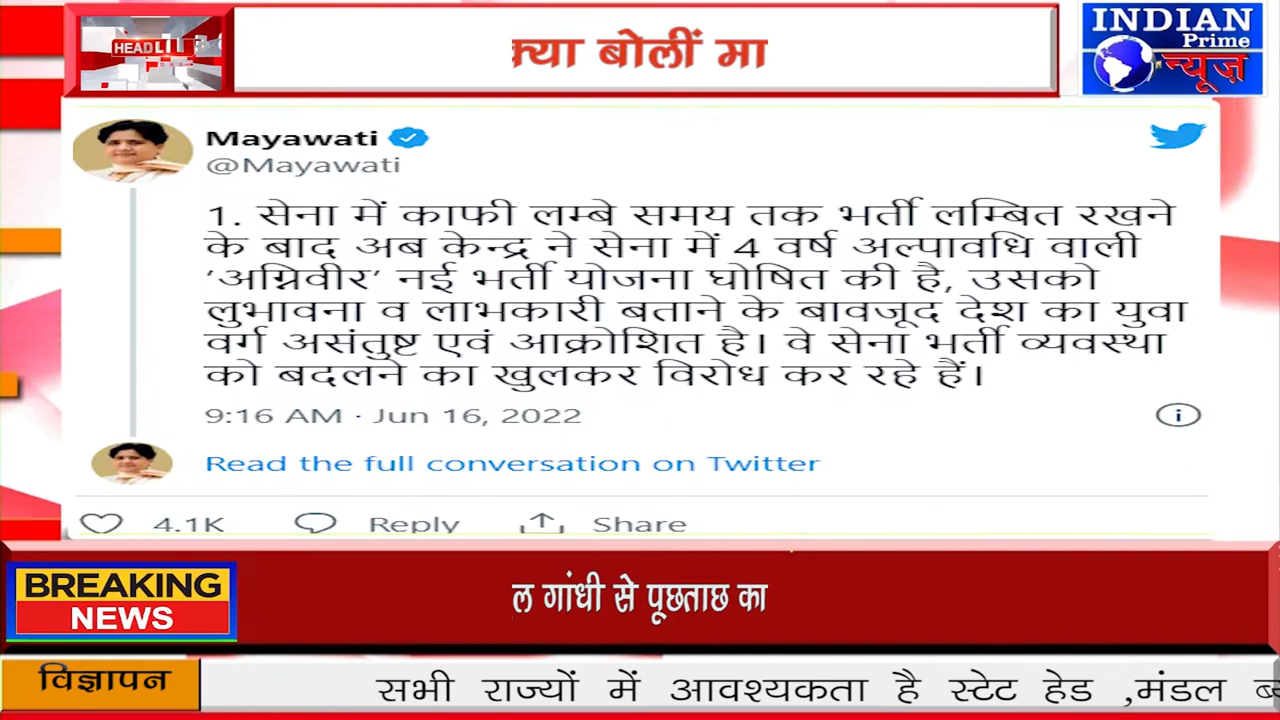 HEADLI
क्या बोलीं मा
INDIAN
Prime
न्यूज़
Mayawati
@Mayawati
1. सेना में काफी लम्बे समय तक भर्ती लम्बित रखने
के बाद अब केन्द्र ने सेना में 4 वर्ष अल्पावधि वाली
‘अग्निवीर’ नई भर्ती योजना घोषित की है, उसको
लुभावना व लाभकारी बताने के बावजूद देश का युवा
वर्ग असंतुष्ट एवं आक्रोशित है। वे सेना भर्ती व्यवस्था
को बदलने का खुलकर विरोध कर रहे हैं।
9:16 AM · Jun 16, 2022
Read the full conversation on Twitter
4.1K Reply Share
BREAKING
NEWS
ल गांधी से पूछताछ का
विज्ञापन
सभी राज्यों में आवश्यकता है स्टेट हेड ,मंडल